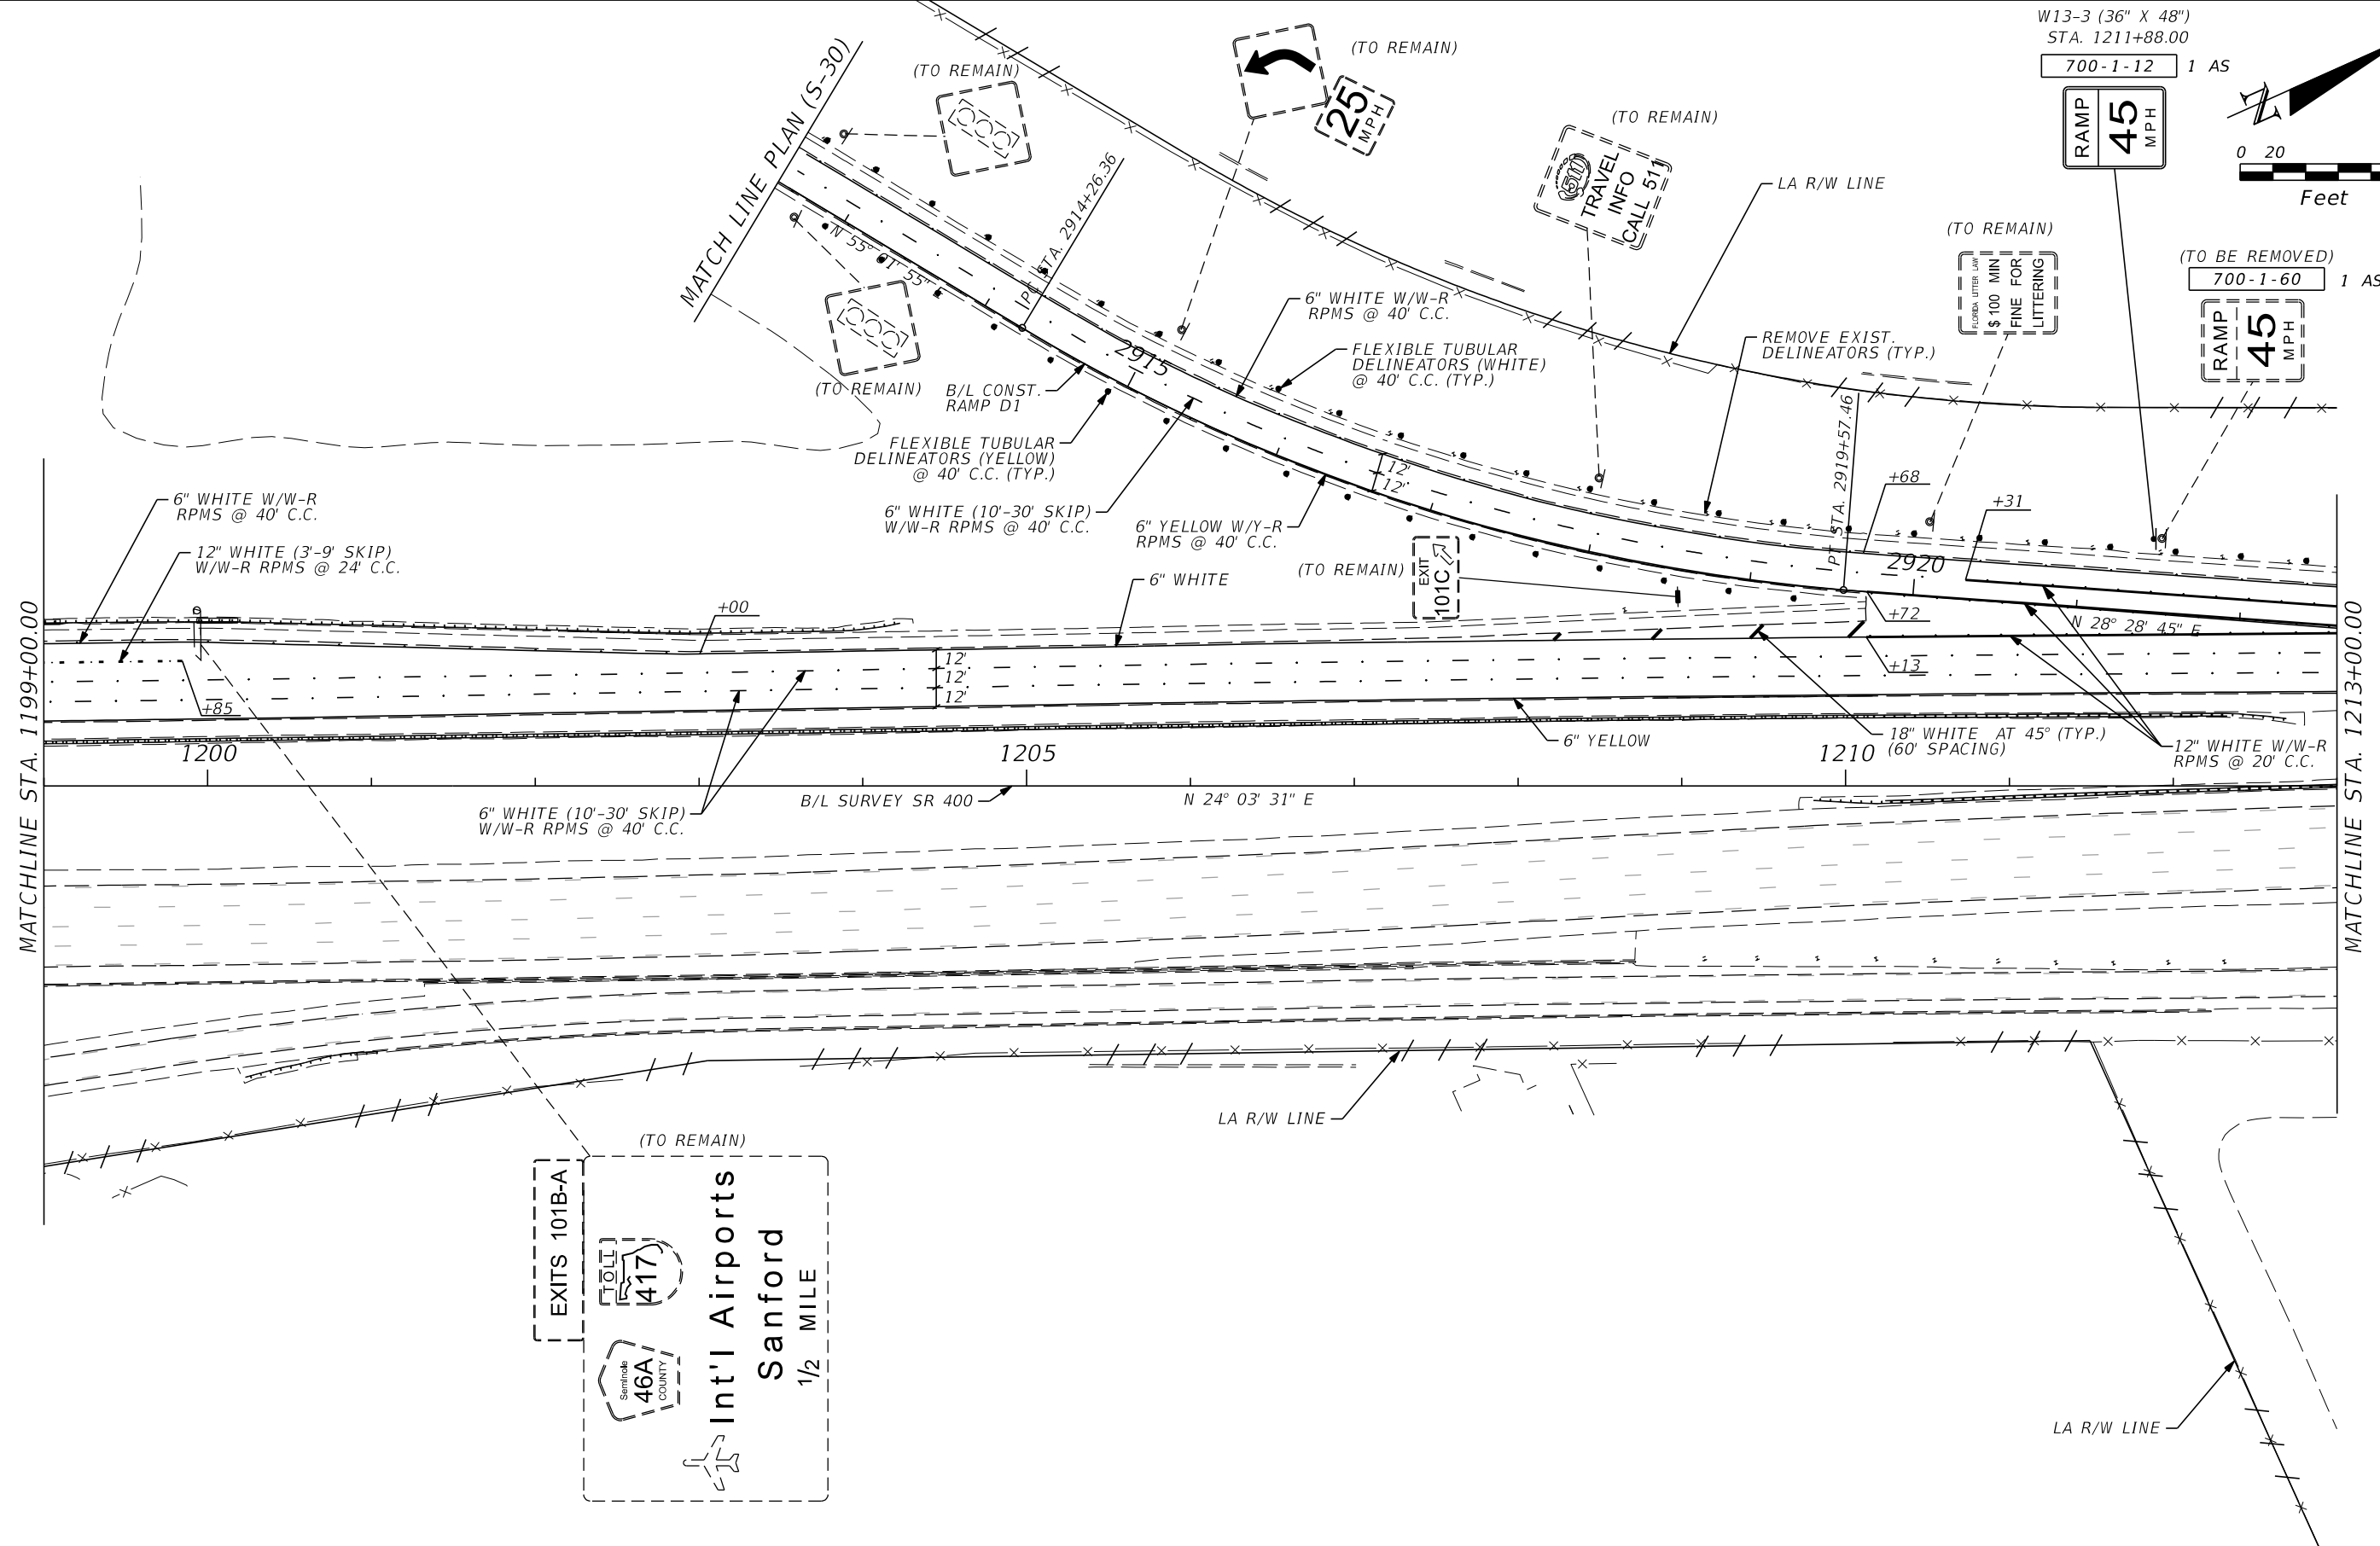 W13-3 (36" X 48")
STA. 1211+88.00
700-1-12 1 AS
RAMP
45
MPH
N
0 20
Feet
MATCH LINE PLAN (S-30)
(TO REMAIN)
(TO REMAIN)
25
MPH
(TO REMAIN)
511
TRAVEL
INFO
CALL 511
LA R/W LINE
(TO REMAIN)
FLORIDA LITTER LAW
$ 100 MIN
FINE FOR
LITTERING
(TO BE REMOVED)
700-1-60 1 AS
RAMP
45
MPH
N 55° 01' 55"
PC STA. 2914+26.36
(TO REMAIN)
2915
B/L CONST.
RAMP D1
6" WHITE W/W-R
RPMS @ 40' C.C.
FLEXIBLE TUBULAR
DELINEATORS (WHITE)
@ 40' C.C. (TYP.)
REMOVE EXIST.
DELINEATORS (TYP.)
FLEXIBLE TUBULAR
DELINEATORS (YELLOW)
@ 40' C.C. (TYP.)
6" WHITE (10'-30' SKIP)
W/W-R RPMS @ 40' C.C.
6" YELLOW W/Y-R
RPMS @ 40' C.C.
12'
12'
PT STA. 2919+57.46
+68
+31
2920
(TO REMAIN)
EXIT
101C
+72
N 28° 28' 45" E
+13
6" WHITE W/W-R
RPMS @ 40' C.C.
12" WHITE (3'-9' SKIP)
W/W-R RPMS @ 24' C.C.
+00
6" WHITE
12'
12'
12'
+85
MATCHLINE STA. 1199+00.00
1200
1205
1210
6" YELLOW
18" WHITE AT 45° (TYP.)
(60' SPACING)
12" WHITE W/W-R
RPMS @ 20' C.C.
MATCHLINE STA. 1213+00.00
6" WHITE (10'-30' SKIP)
W/W-R RPMS @ 40' C.C.
B/L SURVEY SR 400
N 24° 03' 31" E
LA R/W LINE
(TO REMAIN)
EXITS 101B-A
TOLL
417
Seminole
46A
COUNTY
Int'l Airports
Sanford
1/2 MILE
LA R/W LINE